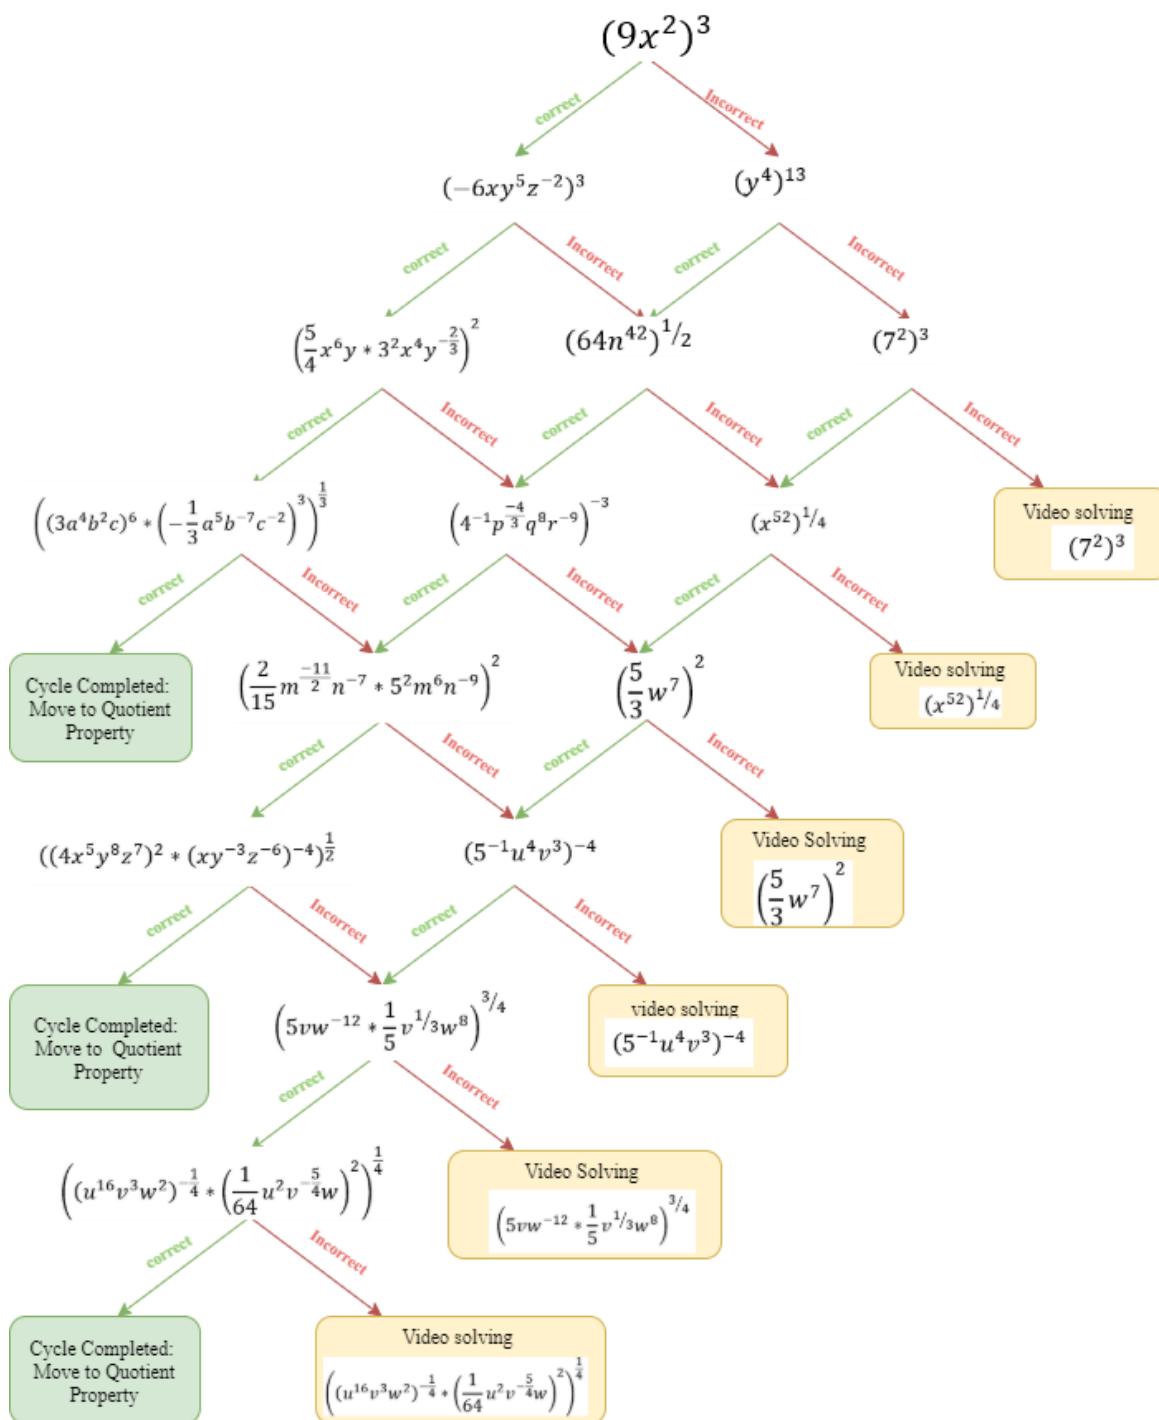 (9x²)³
correct Incorrect
(−6xy⁵z⁻²)³ (y⁴)¹³
correct Incorrect correct Incorrect
(5/4 x⁶y * 3²x⁴y^(−2/3))² (64n⁴²)^(1/2) (7²)³
correct Incorrect correct Incorrect correct Incorrect
((3a⁴b²c)⁶ * (−1/3 a⁵b⁻⁷c⁻²)³)^(1/3) (4⁻¹p^(−4/3)q⁸r⁻⁹)⁻³ (x⁵²)^(1/4)
Video solving
(7²)³
correct Incorrect correct Incorrect correct Incorrect
Cycle Completed:
Move to Quotient
Property
(2/15 m^(−11/2)n⁻⁷ * 5²m⁶n⁻⁹)² (5/3 w⁷)²
Video solving
(x⁵²)^(1/4)
correct Incorrect correct Incorrect
((4x⁵y⁸z⁷)² * (xy⁻³z⁻⁶)⁻⁴)^(1/2) (5⁻¹u⁴v³)⁻⁴
Video Solving
(5/3 w⁷)²
correct Incorrect correct Incorrect
Cycle Completed:
Move to Quotient
Property
(5vw⁻¹² * 1/5 v^(1/3)w⁸)^(3/4)
video solving
(5⁻¹u⁴v³)⁻⁴
correct Incorrect
((u¹⁶v³w²)^(−1/4) * (1/64 u²v^(−5/4)w)²)^(1/4)
Video Solving
(5vw⁻¹² * 1/5 v^(1/3)w⁸)^(3/4)
correct Incorrect
Cycle Completed:
Move to Quotient
Property
Video solving
((u¹⁶v³w²)^(−1/4) * (1/64 u²v^(−5/4)w)²)^(1/4)